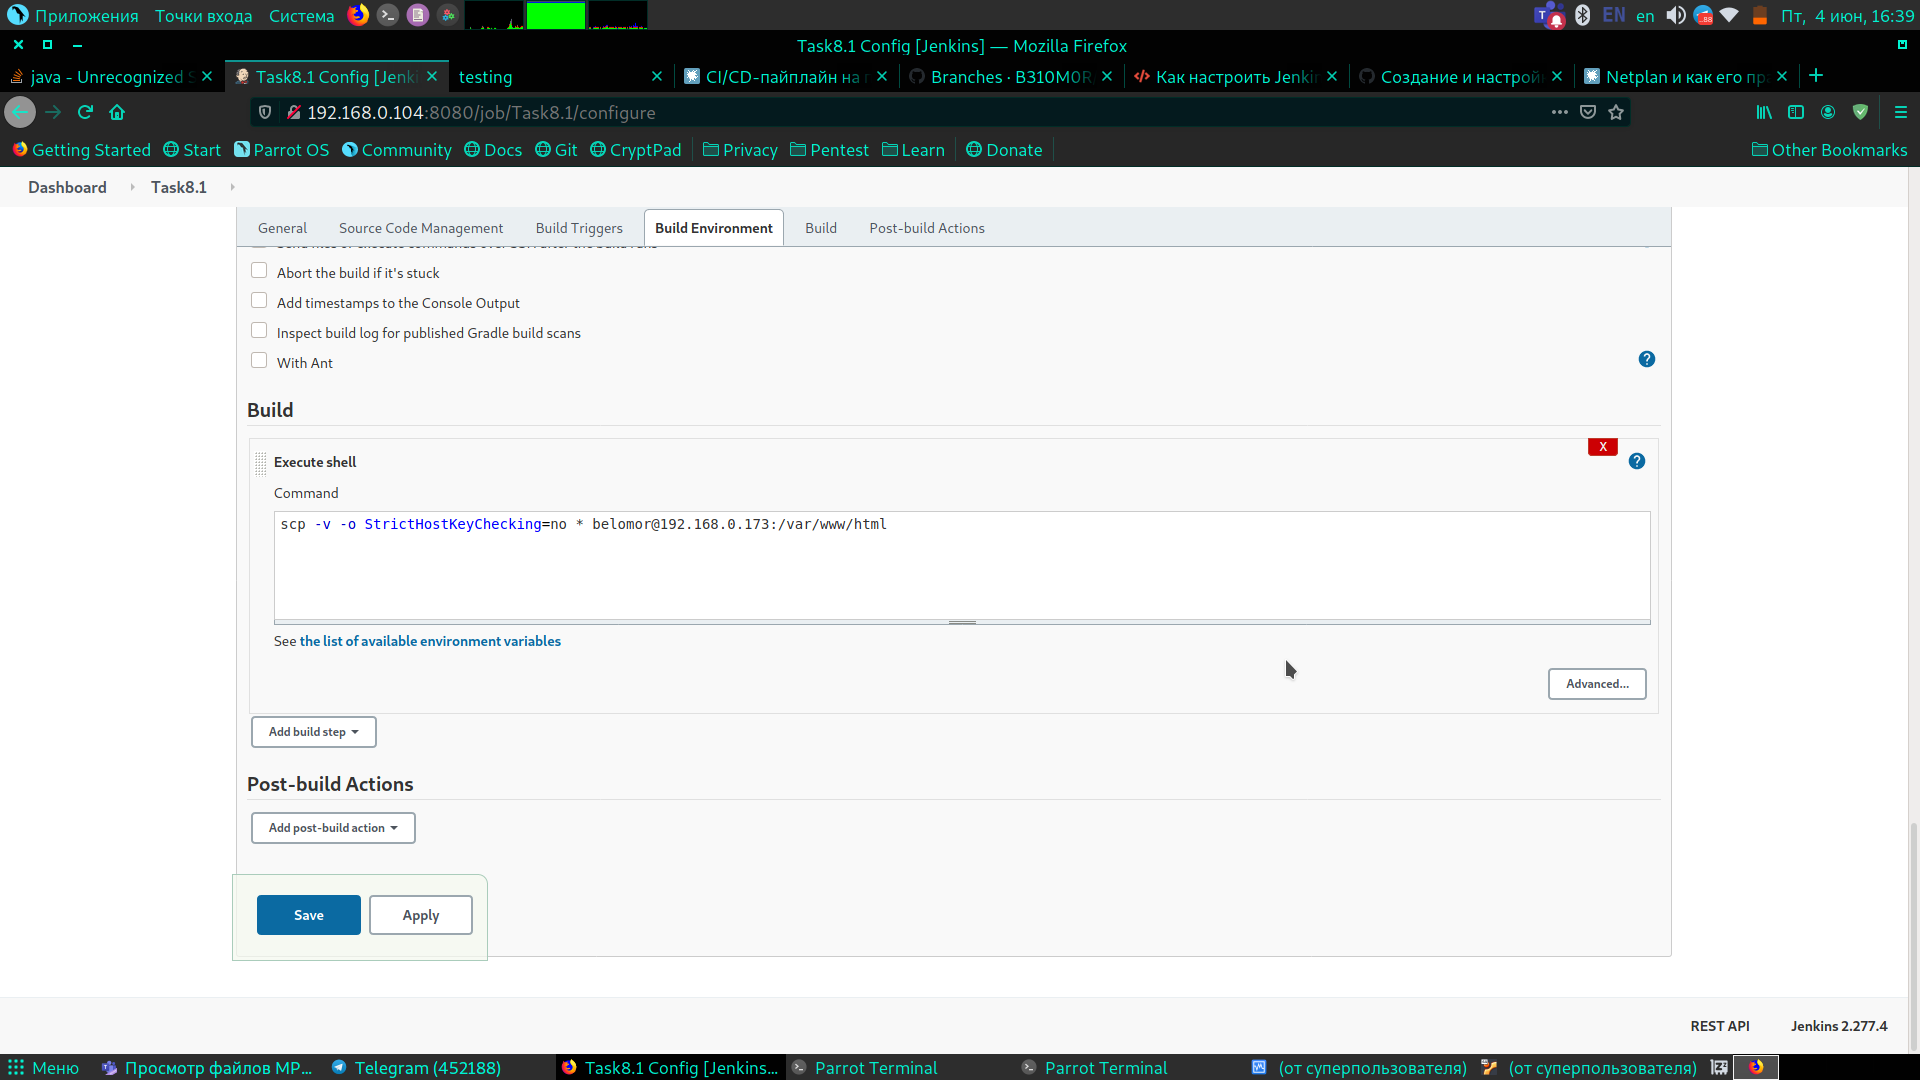 Приложения Точки входа Система EN en Пт, 4 июн, 16:39
Task8.1 Config [Jenkins] — Mozilla Firefox
java - Unrecognized S Task8.1 Config [Jenki testing CI/CD-пайплайн на Branches · B310M0R Как настроить Jenkin Создание и настрой Netplan и как его пр
192.168.0.104:8080/job/Task8.1/configure
Getting Started Start Parrot OS Community Docs Git CryptPad Privacy Pentest Learn Donate Other Bookmarks
Dashboard Task8.1
General Source Code Management Build Triggers Build Environment Build Post-build Actions
Abort the build if it's stuck
Add timestamps to the Console Output
Inspect build log for published Gradle build scans
With Ant
?
Build
X
Execute shell
?
Command
scp -v -o StrictHostKeyChecking=no * belomor@192.168.0.173:/var/www/html
See the list of available environment variables
Advanced...
Add build step
Post-build Actions
Add post-build action
Save Apply
REST API Jenkins 2.277.4
Меню Просмотр файлов MP... Telegram (452188) Task8.1 Config [Jenkins... Parrot Terminal Parrot Terminal (от суперпользователя) (от суперпользователя)